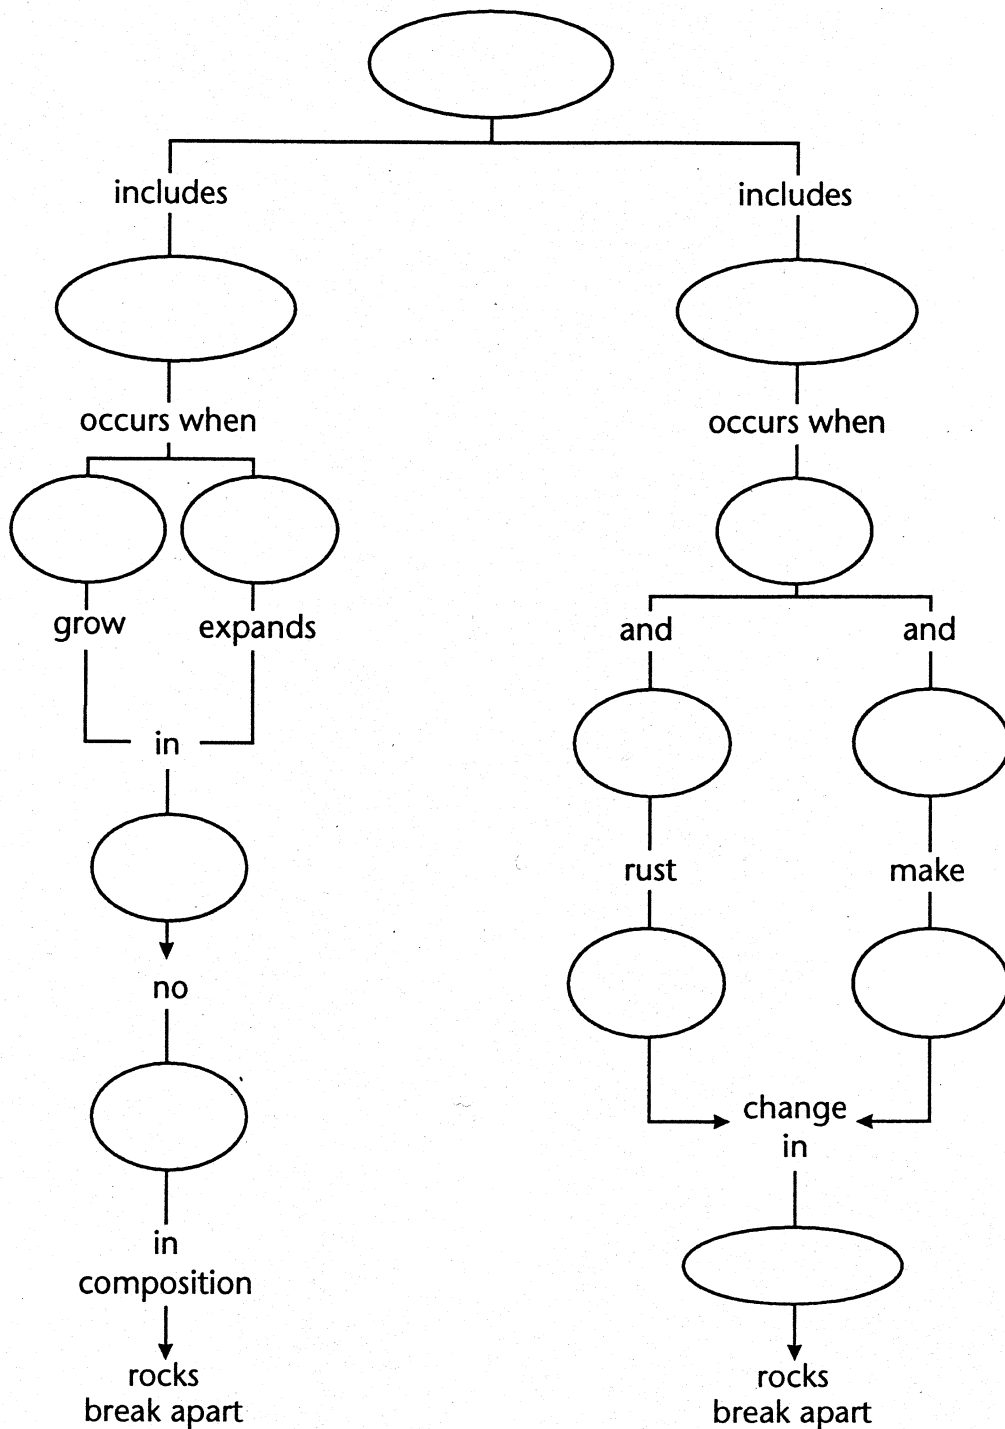 includes
includes
occurs when
occurs when
grow
expands
and
and
in
rust
make
no
change
in
in
composition
rocks
break apart
rocks
break apart